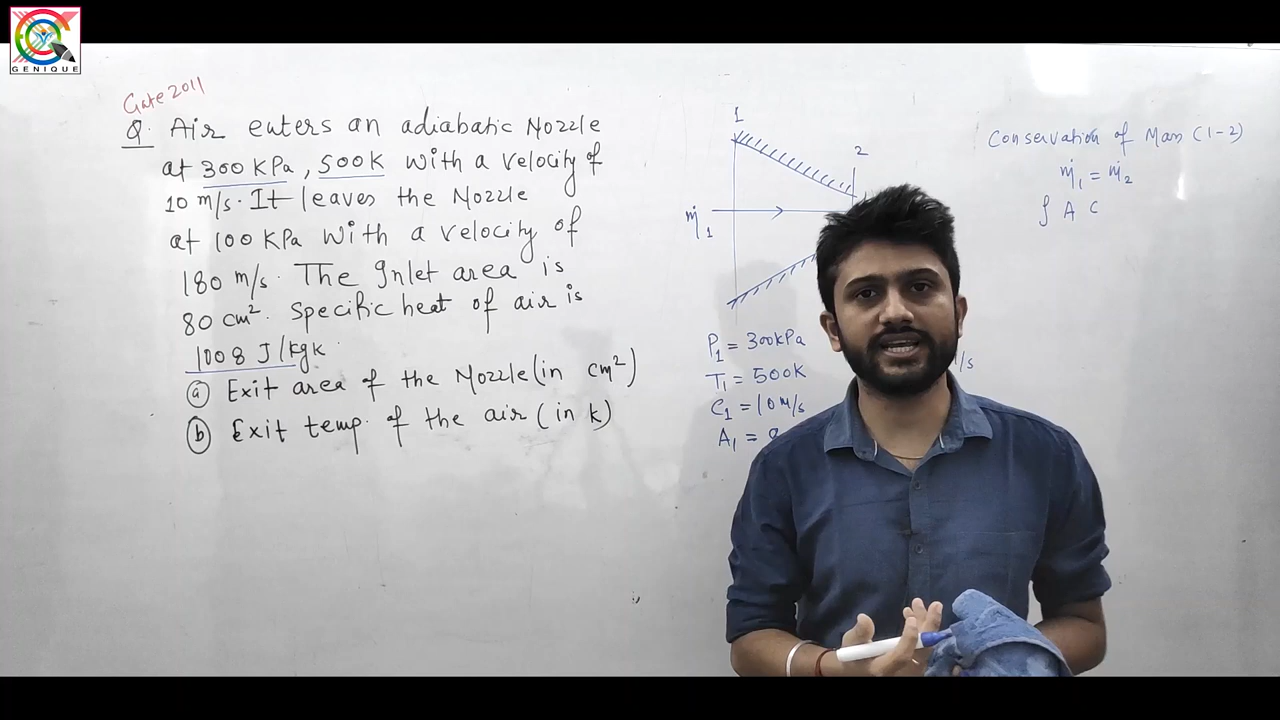 GENIQUE
Gate 2011
Q. Air enters an adiabatic Nozzle
at 300 KPa, 500K with a velocity of
10 m/s. It leaves the Nozzle
at 100 KPa with a velocity of
180 m/s. The Inlet area is
80 cm². Specific heat of air is
1008 J/kgk.
(a) Exit area of the Nozzle (in cm²)
(b) Exit temp. of the air (in k)
1
2
ṁ1
P1 = 300kPa
T1 = 500K
C1 = 10 m/s
A1 =
/s
Conservation of Mass (1-2)
ṁ1 = ṁ2
ρ A C